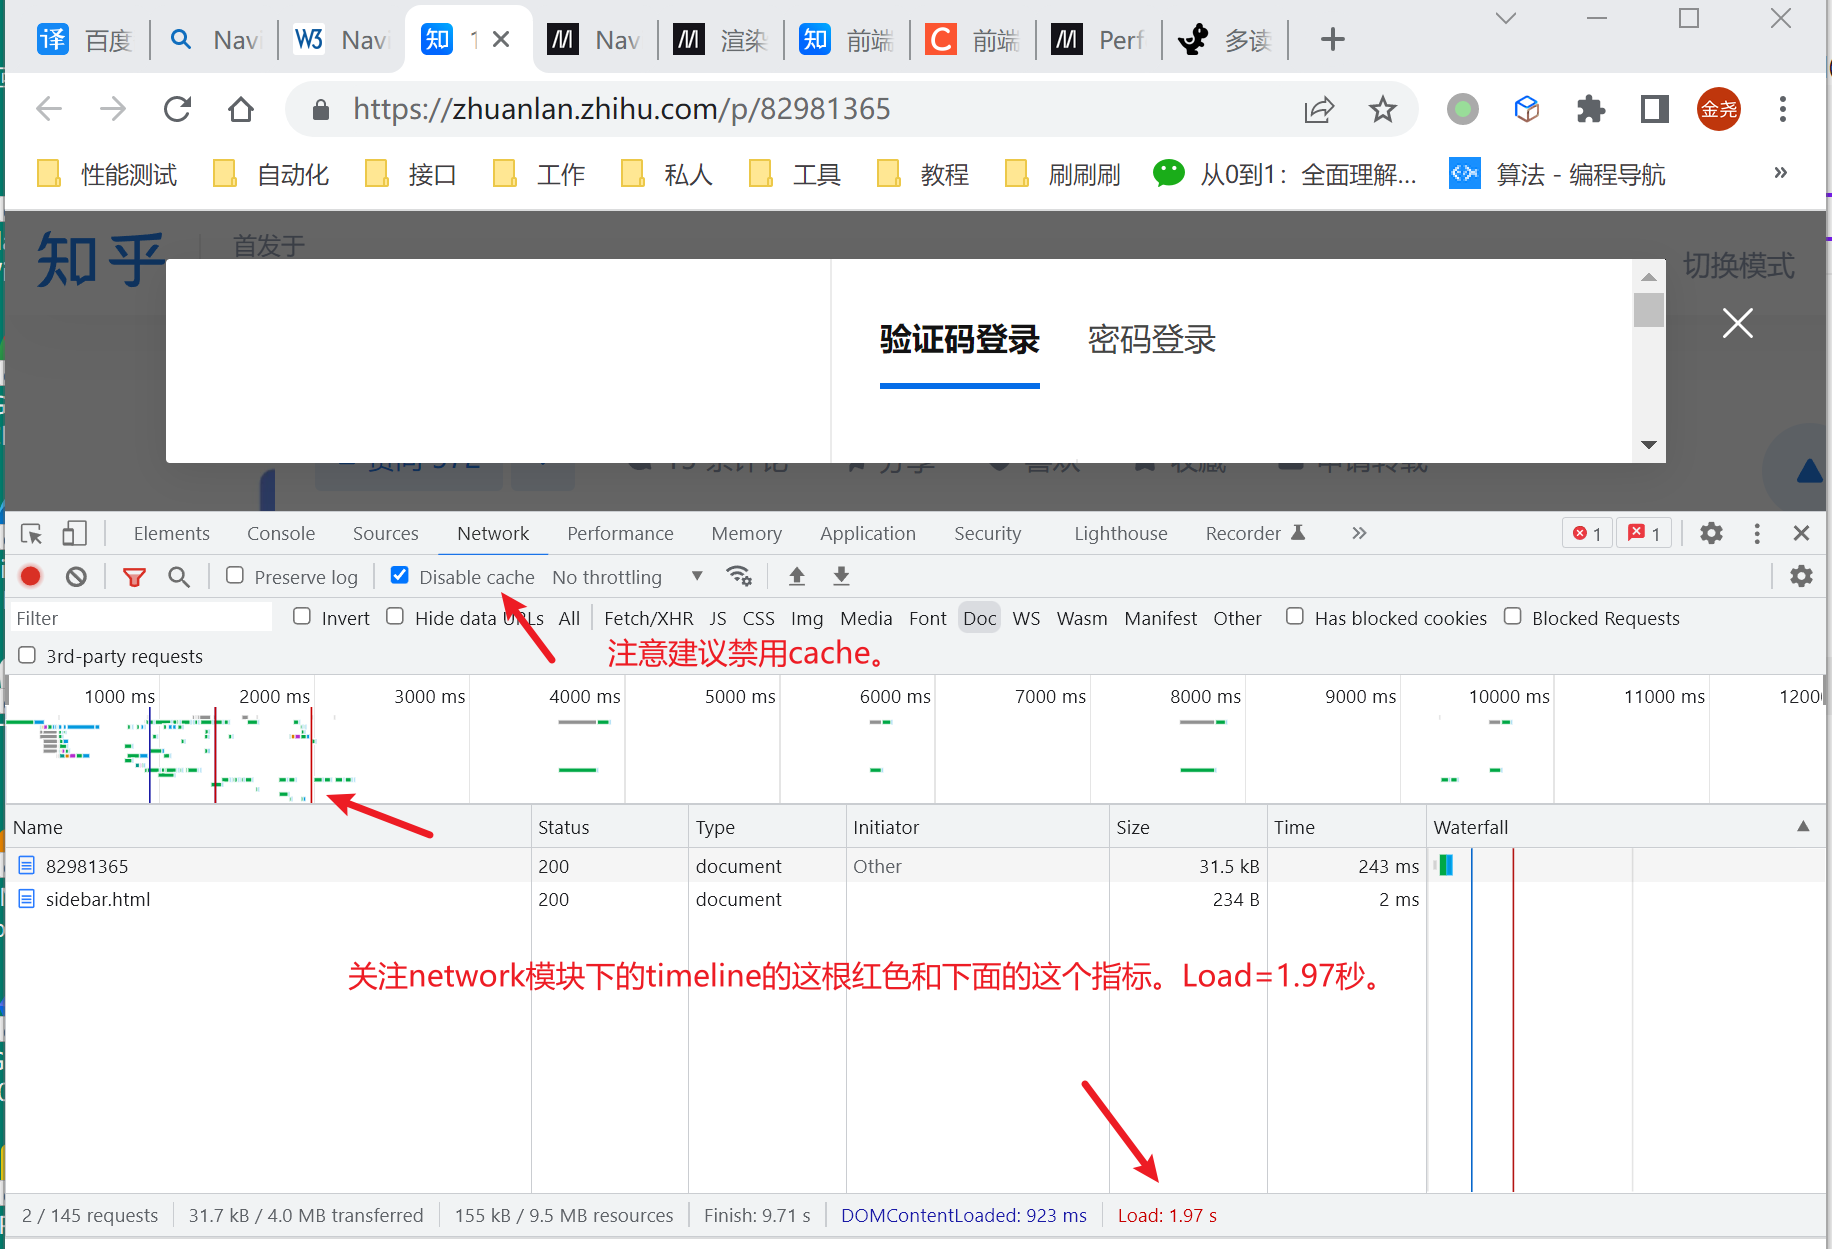 译 百度 Navi W3 Navi 知 1 Nav 渲染 知 前端 C 前端 Perf 多读
https://zhuanlan.zhihu.com/p/82981365 金尧
性能测试 自动化 接口 工作 私人 工具 教程 刷刷刷 从0到1：全面理解... 算法 - 编程导航 »
知乎 首发于 切换模式
验证码登录 密码登录
Elements Console Sources Network Performance Memory Application Security Lighthouse Recorder 1 1
Preserve log Disable cache No throttling
Filter Invert Hide data URLs All Fetch/XHR JS CSS Img Media Font Doc WS Wasm Manifest Other Has blocked cookies Blocked Requests
3rd-party requests
注意建议禁用cache。
1000 ms 2000 ms 3000 ms 4000 ms 5000 ms 6000 ms 7000 ms 8000 ms 9000 ms 10000 ms 11000 ms 1200
Name Status Type Initiator Size Time Waterfall
82981365 200 document Other 31.5 kB 243 ms
sidebar.html 200 document 234 B 2 ms
关注network模块下的timeline的这根红色和下面的这个指标。Load=1.97秒。
2 / 145 requests 31.7 kB / 4.0 MB transferred 155 kB / 9.5 MB resources Finish: 9.71 s DOMContentLoaded: 923 ms Load: 1.97 s